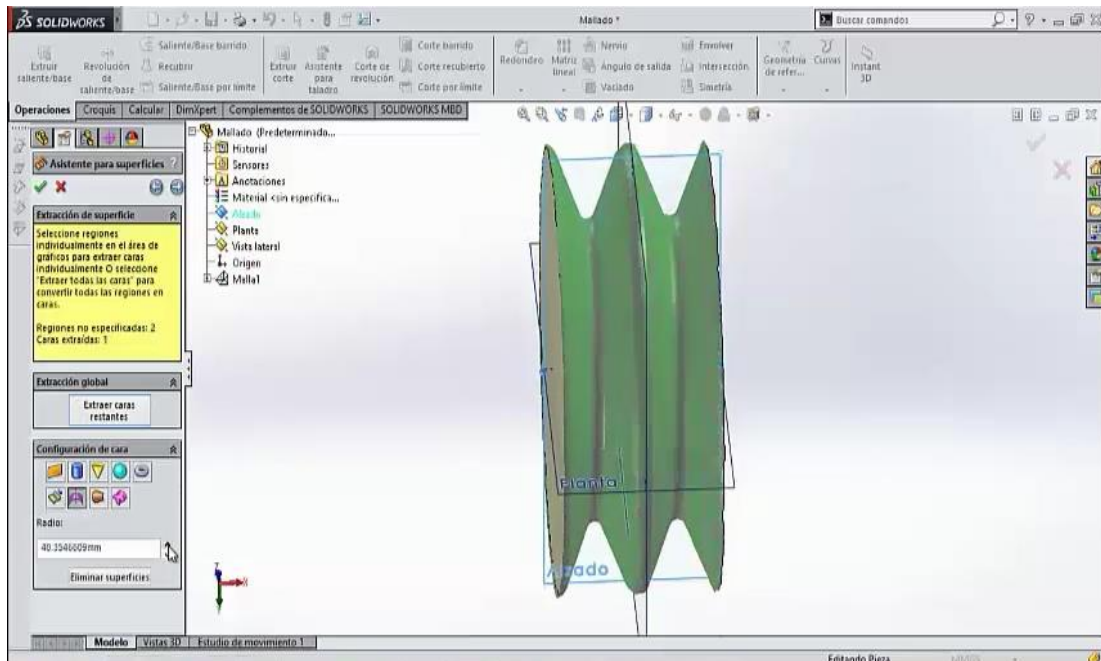 SOLIDWORKS
Mallado *
Buscar comandos
Extruir saliente/base
Revolución de saliente/base
Saliente/Base barrido
Recubrir
Saliente/Base por límite
Extruir corte
Asistente para taladro
Corte de revolución
Corte barrido
Corte recubierto
Corte por límite
Redondeo
Matriz lineal
Nervio
Ángulo de salida
Vaciado
Envolver
Intersección
Simetría
Geometría de refer...
Curvas
Instant 3D
Operaciones
Croquis
Calcular
DimXpert
Complementos de SOLIDWORKS
SOLIDWORKS MBD
Mallado (Predeterminado...
Historial
Sensores
Anotaciones
Material <sin especifica...
Alzado
Planta
Vista lateral
Origen
Malla1
Asistente para superficies
?
Extracción de superficie
Seleccione regiones
individualmente en el área de
gráficos para extraer caras
individualmente O seleccione
"Extraer todas las caras" para
convertir todas las regiones en
caras.
Regiones no especificadas: 2
Caras extraídas: 1
Extracción global
Extraer caras
restantes
Configuración de cara
Radio:
40.3546609mm
Eliminar superficies
Planta
Alzado
Z
X
Modelo
Vistas 3D
Estudio de movimiento 1
Editando Pieza